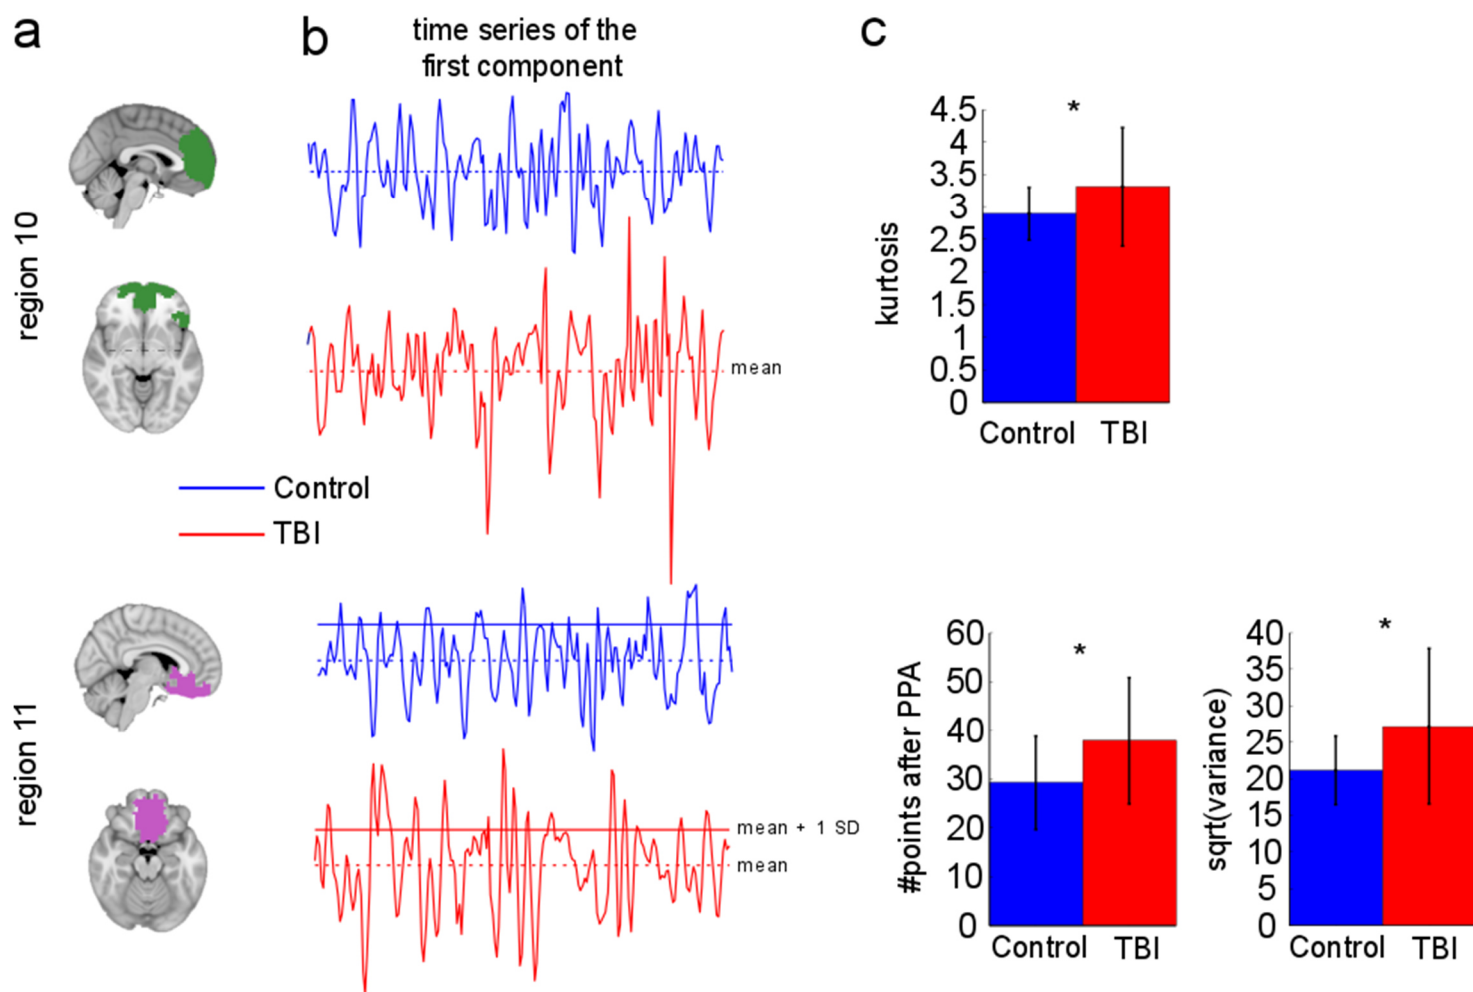 a
b
time series of the
first component
c
region 10
mean
Control
TBI
kurtosis
4.5
4
3.5
3
2.5
2
1.5
1
0.5
0
Control TBI
region 11
mean + 1 SD
mean
#points after PPA
60
50
40
30
20
10
0
Control TBI
*
sqrt(variance)
40
35
30
25
20
15
10
5
0
Control TBI
*
*